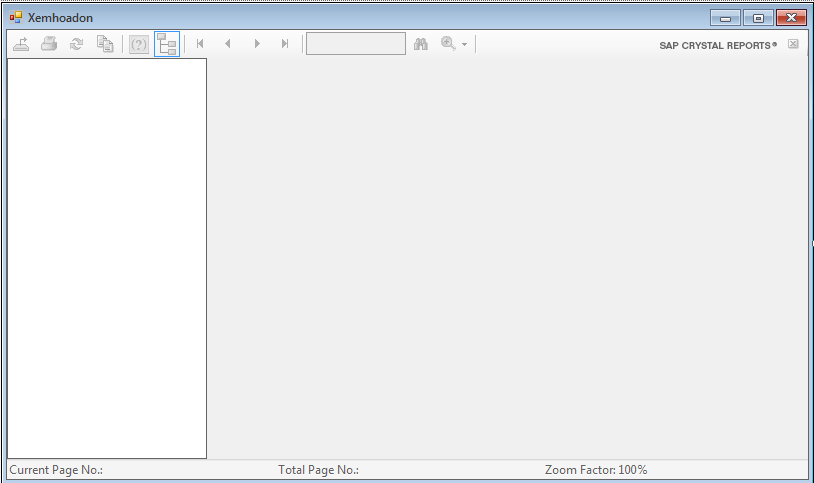 Xemhoadon
(?)
SAP CRYSTAL REPORTS®
Current Page No.:
Total Page No.:
Zoom Factor: 100%